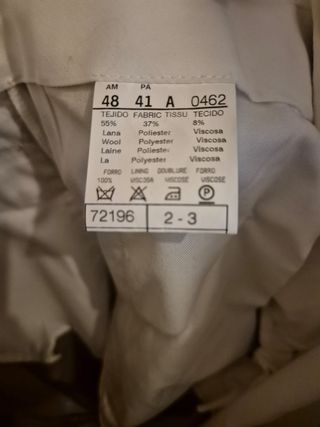 AM PA
48 41 A 0462
TEJIDO FABRIC TISSU TECIDO
55% 37% 8%
Lana Poliester Viscosa
Wool Polyester Viscosa
Laine Poliester Viscosa
La Polyester Viscosa
FORRO LINING DOUBLURE FORRO
100% VISCOSA VISCOSE VISCOSE
P
72196 2-3